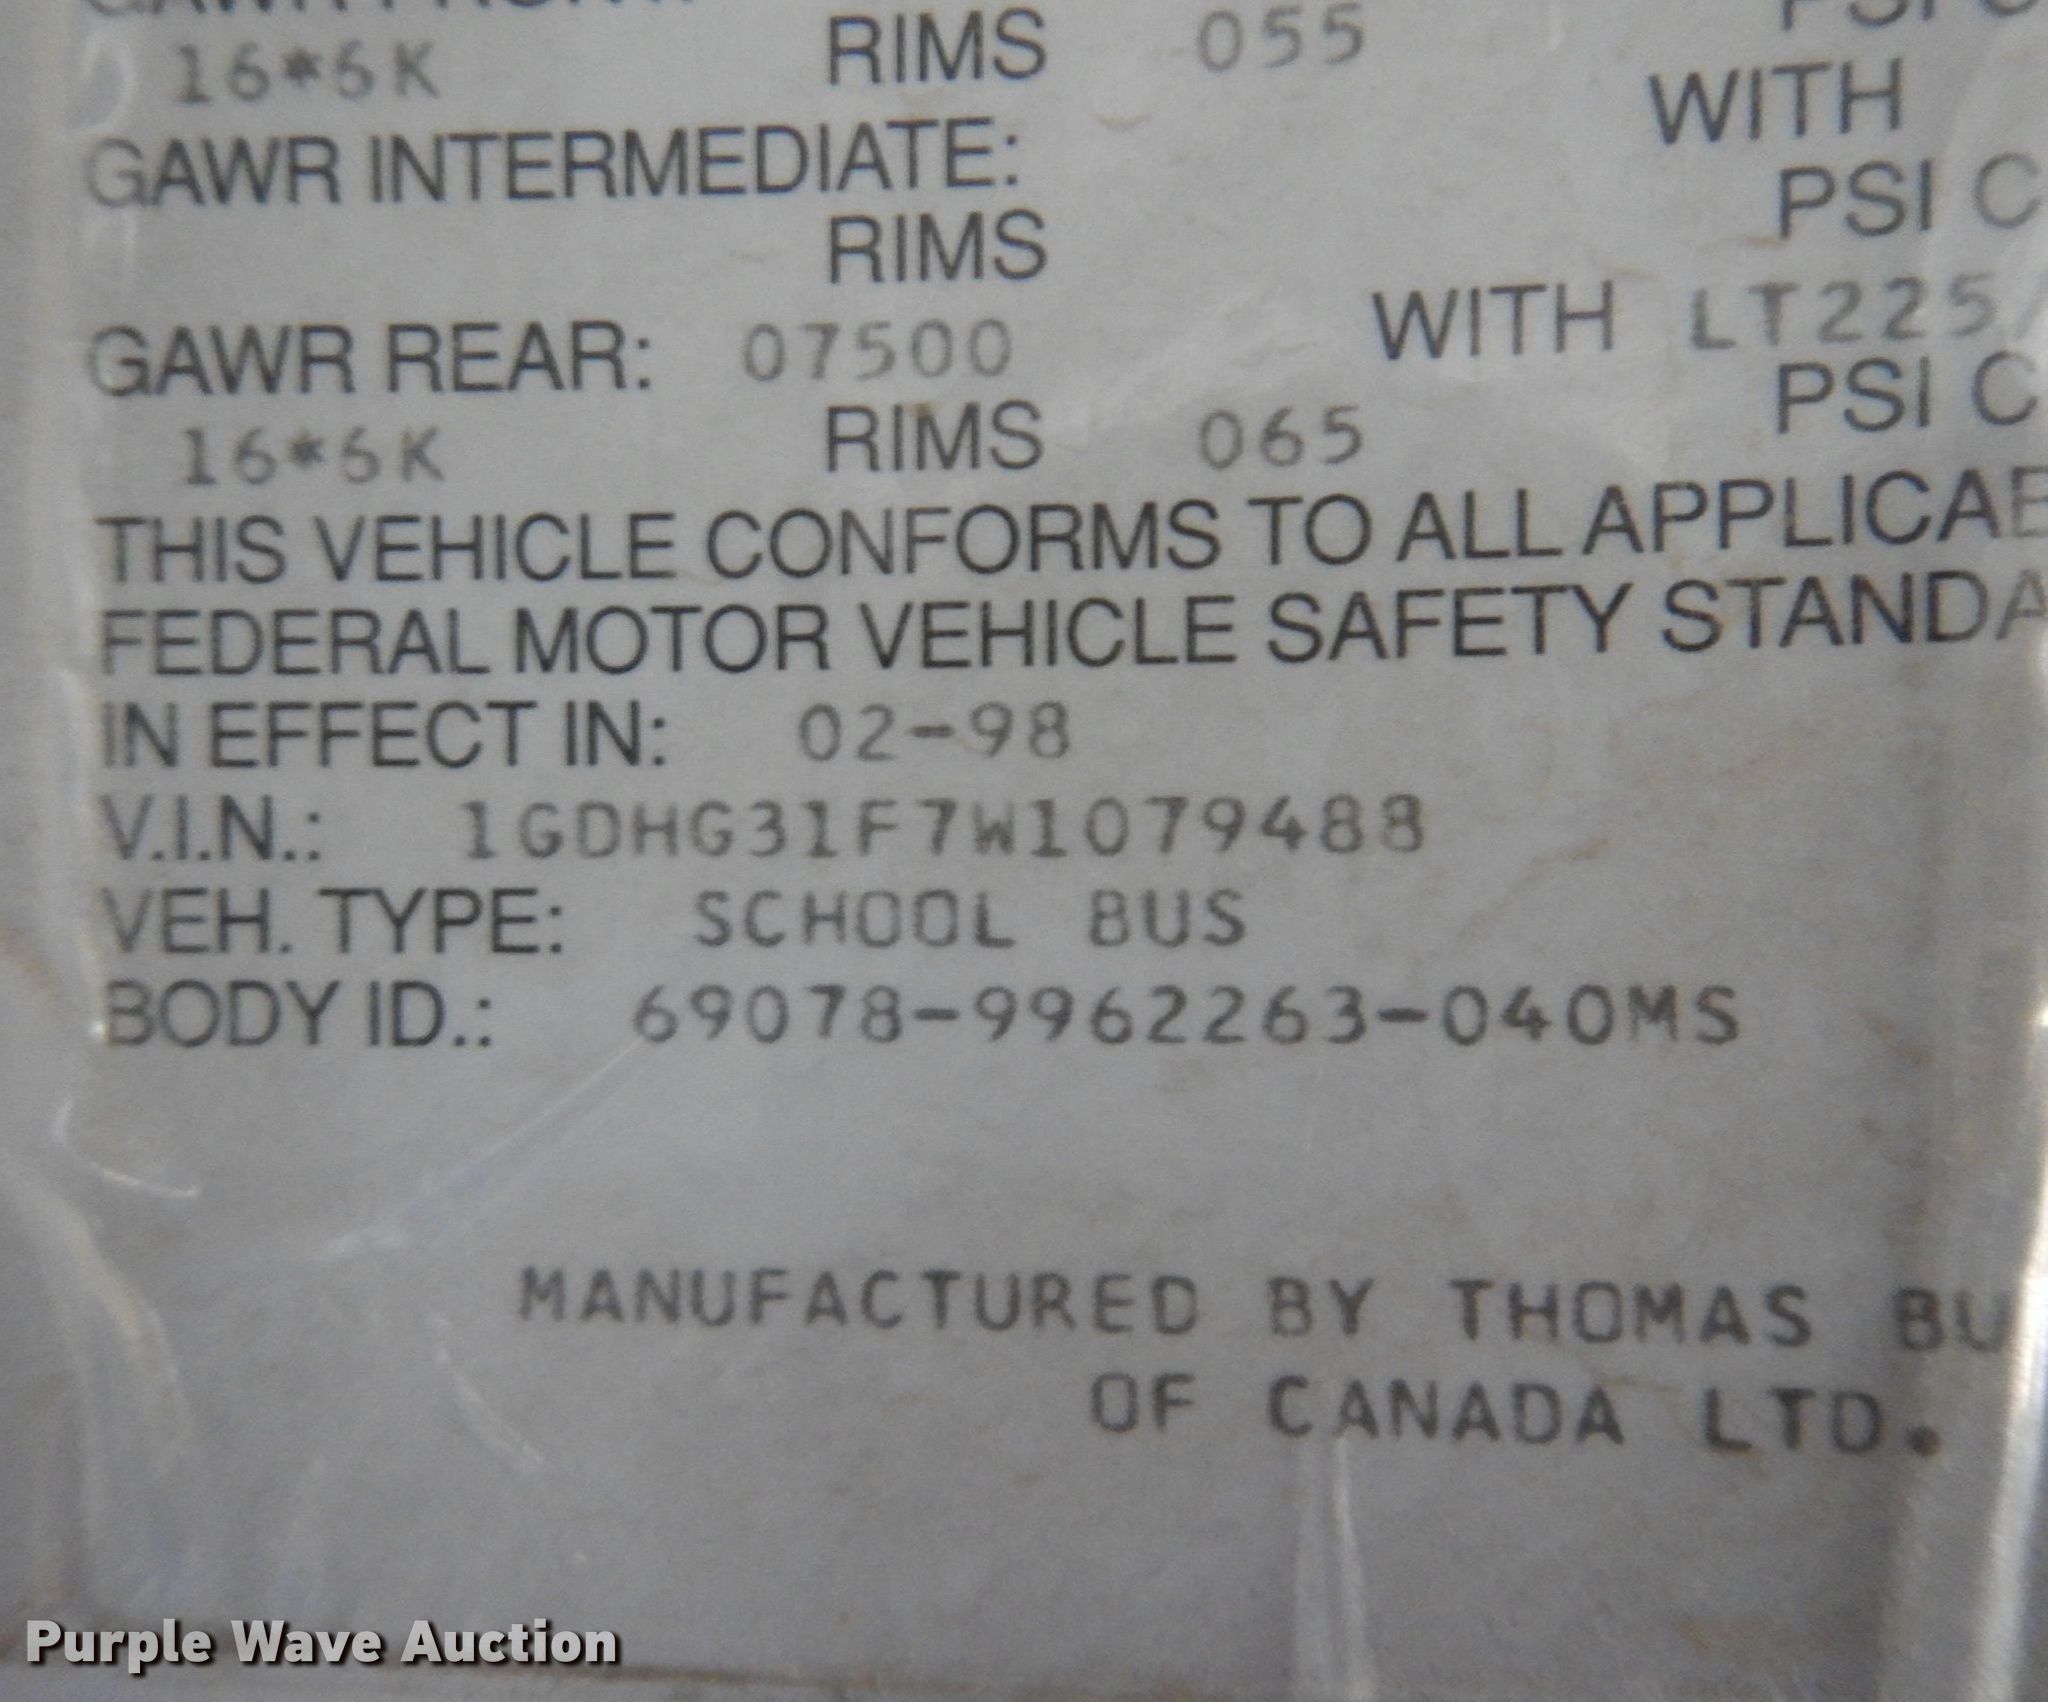 16*6K RIMS 055
WITH
GAWR INTERMEDIATE: PSI
RIMS
GAWR REAR: 07500 WITH LT225/
16*6K RIMS 065 PSI
THIS VEHICLE CONFORMS TO ALL
FEDERAL MOTOR VEHICLE SAFETY
IN EFFECT IN: 02-98
V.I.N.: 1GDHG31F7W1079488
VEH. TYPE: SCHOOL BUS
BODY ID.: 69078-9962263-040MS
MANUFACTURED BY THOMAS
OF CANADA LTD.
Purple Wave Auction